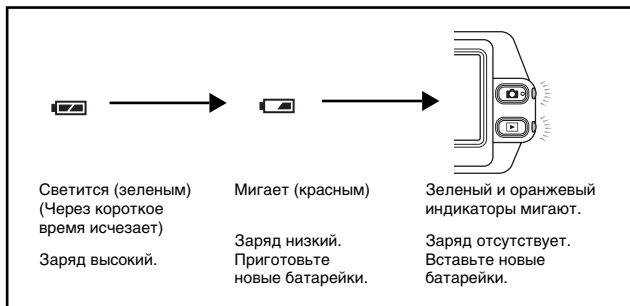 Светится (зеленым)
(Через короткое
время исчезает)
Заряд высокий.
Мигает (красным)
Заряд низкий.
Приготовьте
новые батарейки.
Зеленый и оранжевый
индикаторы мигают.
Заряд отсутствует.
Вставьте новые
батарейки.